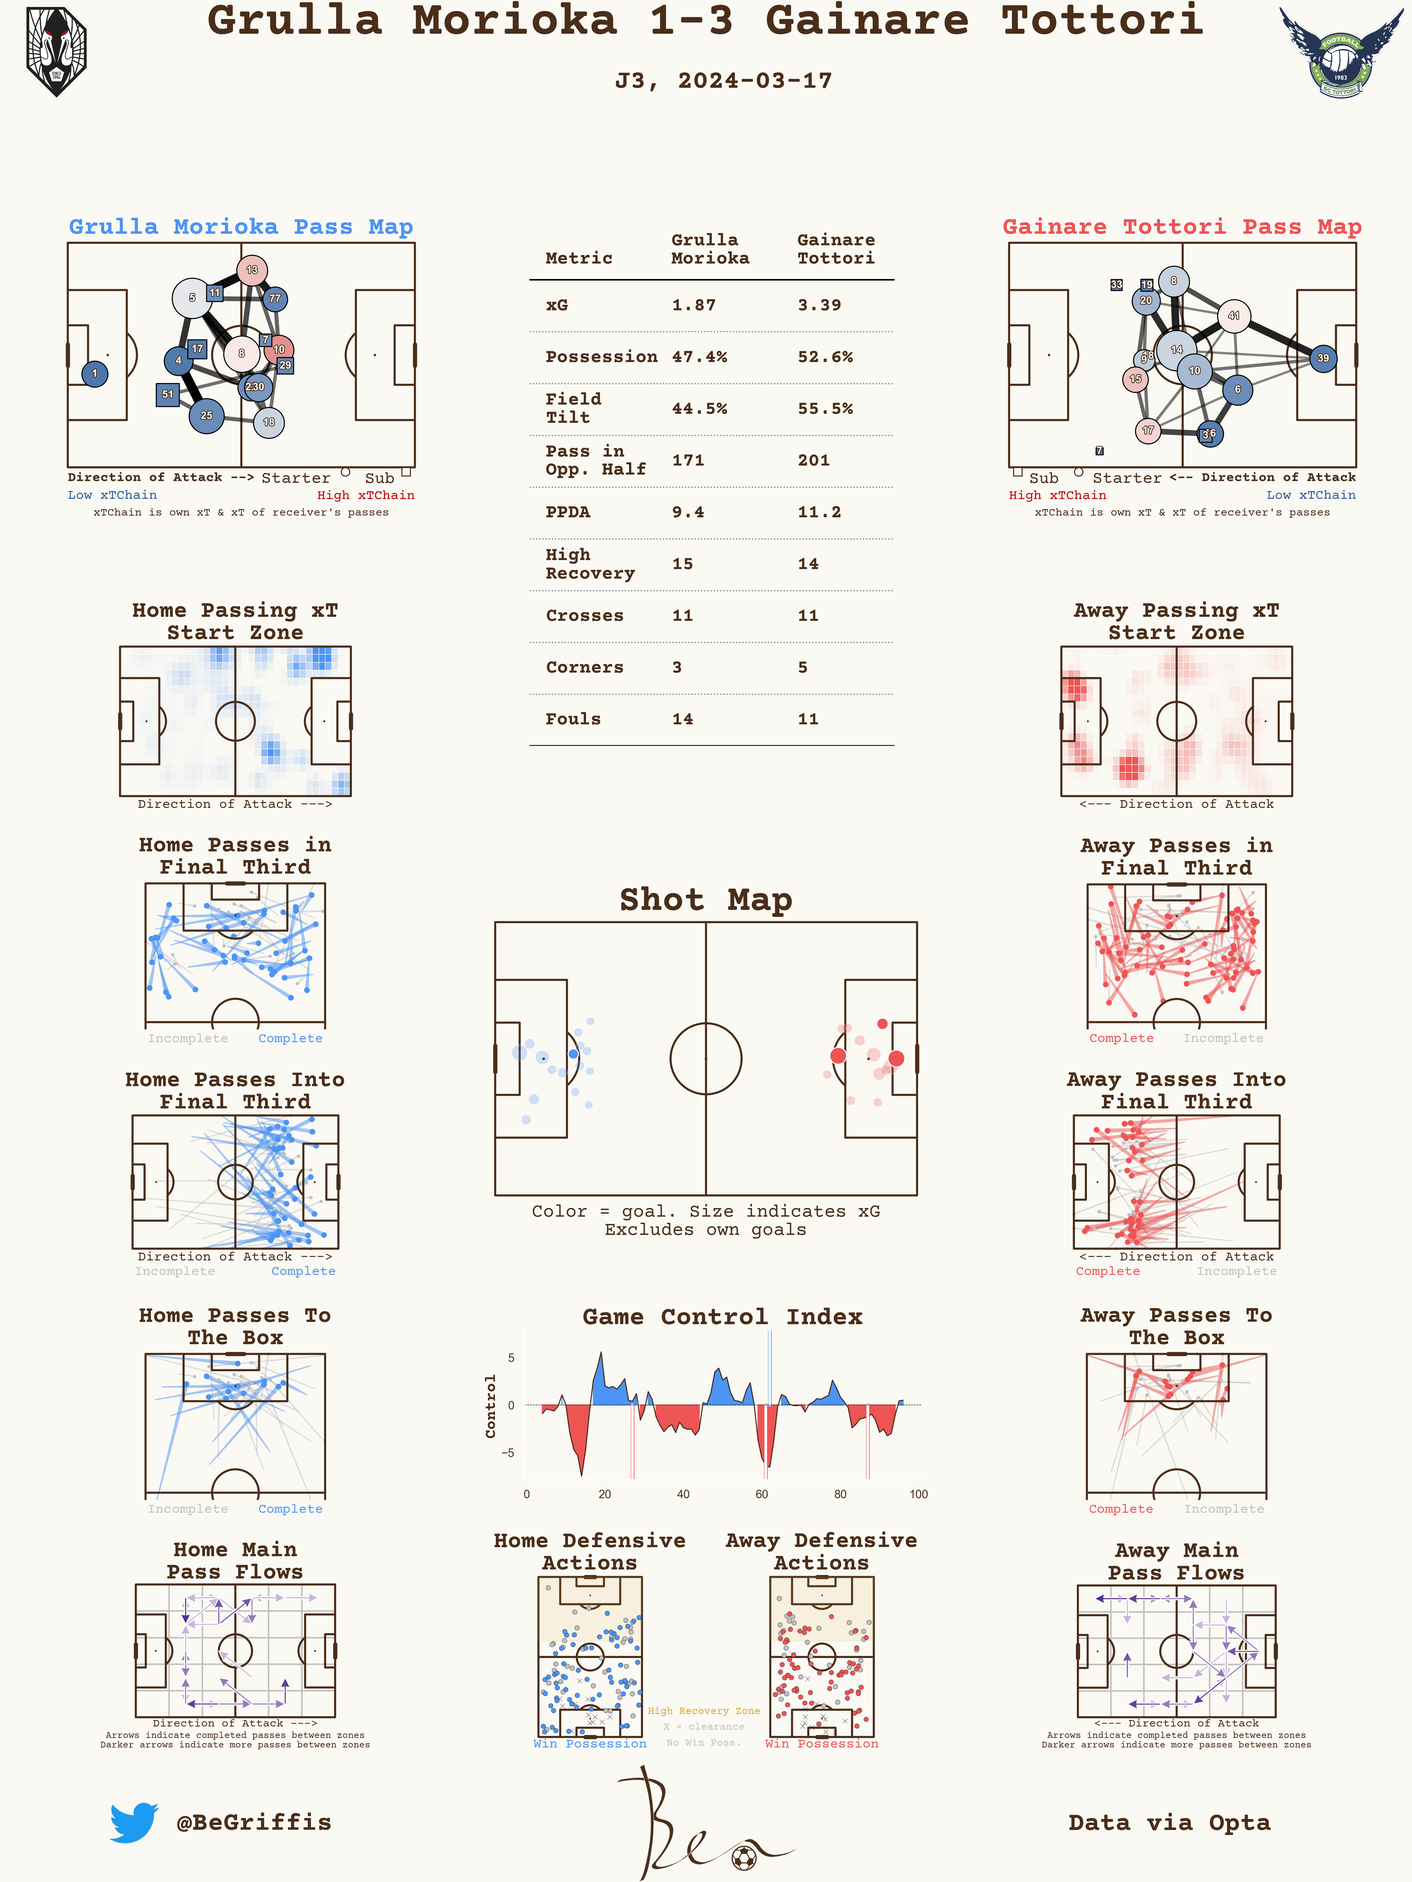 Grulla Morioka 1-3 Gainare Tottori
J3, 2024-03-17
SINCE
FOOTBALL
1983
S.C. TOTTORI
Grulla Morioka Pass Map
13
5
11
77
7
10
17
8
4
29
1
2
30
51
25
18
Direction of Attack --> Starter Sub
Low xTChain High xTChain
xTChain is own xT & xT of receiver's passes
Metric Grulla Morioka Gainare Tottori
xG 1.87 3.39
Possession 47.4% 52.6%
Field Tilt 44.5% 55.5%
Pass in Opp. Half 171 201
PPDA 9.4 11.2
High Recovery 15 14
Crosses 11 11
Corners 3 5
Fouls 14 11
Gainare Tottori Pass Map
33
19
8
20
41
14
9
8
39
10
15
6
17
3
6
7
Sub Starter <-- Direction of Attack
High xTChain Low xTChain
xTChain is own xT & xT of receiver's passes
Home Passing xT
Start Zone
Direction of Attack --->
Away Passing xT
Start Zone
<--- Direction of Attack
Home Passes in
Final Third
Incomplete Complete
Away Passes in
Final Third
Complete Incomplete
Shot Map
Color = goal. Size indicates xG
Excludes own goals
Home Passes Into
Final Third
Direction of Attack --->
Incomplete Complete
Away Passes Into
Final Third
<--- Direction of Attack
Complete Incomplete
Home Passes To
The Box
Incomplete Complete
Game Control Index
Control
5
0
−5
0 20 40 60 80 100
Away Passes To
The Box
Complete Incomplete
Home Main
Pass Flows
Direction of Attack --->
Arrows indicate completed passes between zones
Darker arrows indicate more passes between zones
Home Defensive
Actions
Win Possession
Away Defensive
Actions
Win Possession
High Recovery Zone
X = clearance
No Win Poss.
Away Main
Pass Flows
<--- Direction of Attack
Arrows indicate completed passes between zones
Darker arrows indicate more passes between zones
@BeGriffis
Ben
Data via Opta